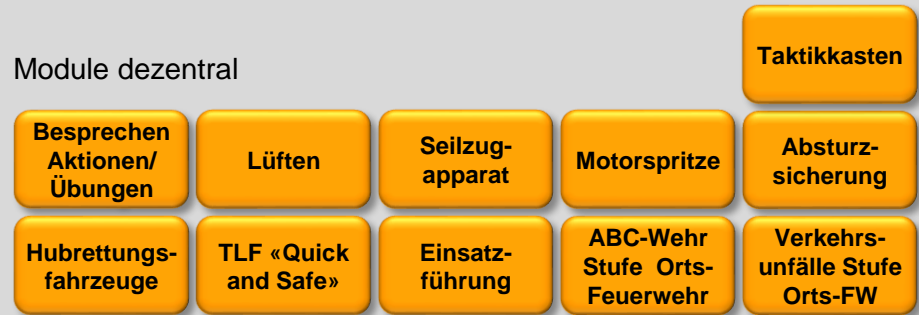 Taktikkasten
Module dezentral
Besprechen
Aktionen/
Übungen
Lüften
Seilzug-
apparat
Motorspritze
Absturz-
sicherung
Hubrettungs-
fahrzeuge
TLF «Quick
and Safe»
Einsatz-
führung
ABC-Wehr
Stufe Orts-
Feuerwehr
Verkehrs-
unfälle Stufe
Orts-FW